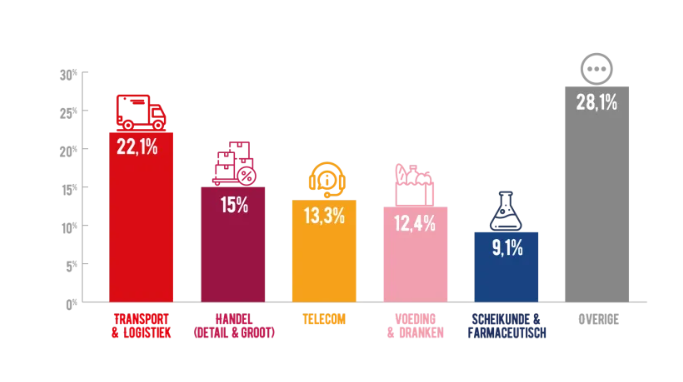 30%
25%
20%
15%
10%
5%
0%
22,1%
15%
13,3%
12,4%
9,1%
28,1%
TRANSPORT
& LOGISTIEK
HANDEL
(DETAIL & GROOT)
TELECOM
VOEDING
& DRANKEN
SCHEIKUNDE &
FARMACEUTISCH
OVERIGE